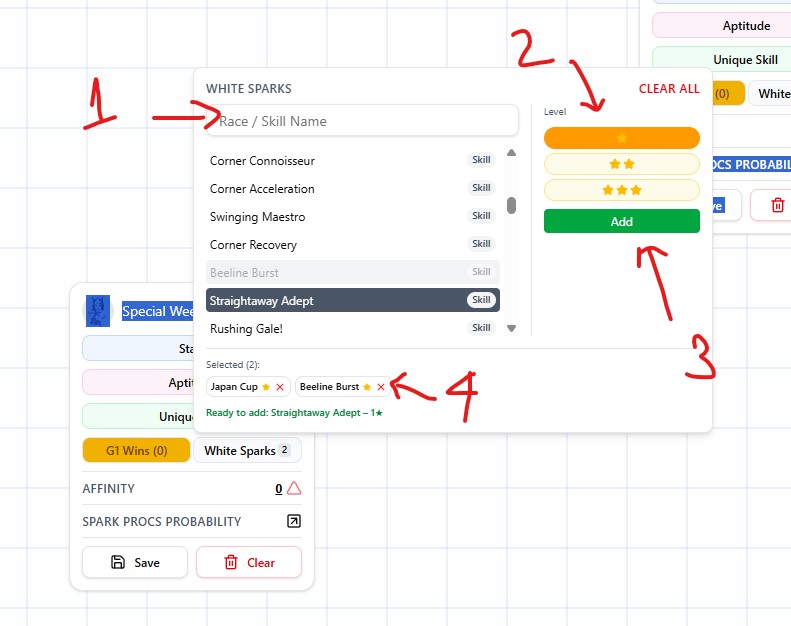 Aptitude
2
Unique Skill
WHITE SPARKS
CLEAR ALL
(0)
White
1
Race / Skill Name
Level
★
★★
★★★
Add
Corner Connoisseur Skill
Corner Acceleration Skill
Swinging Maestro Skill
Corner Recovery Skill
Beeline Burst Skill
Straightaway Adept Skill
Rushing Gale! Skill
OCS PROBABIL
ve
3
Special Wee
Sta
Selected (2):
Japan Cup ★ × Beeline Burst ★ ×
4
Aptit
Ready to add: Straightaway Adept – 1★
Uniqu
G1 Wins (0) White Sparks 2
AFFINITY 0
SPARK PROCS PROBABILITY
Save Clear